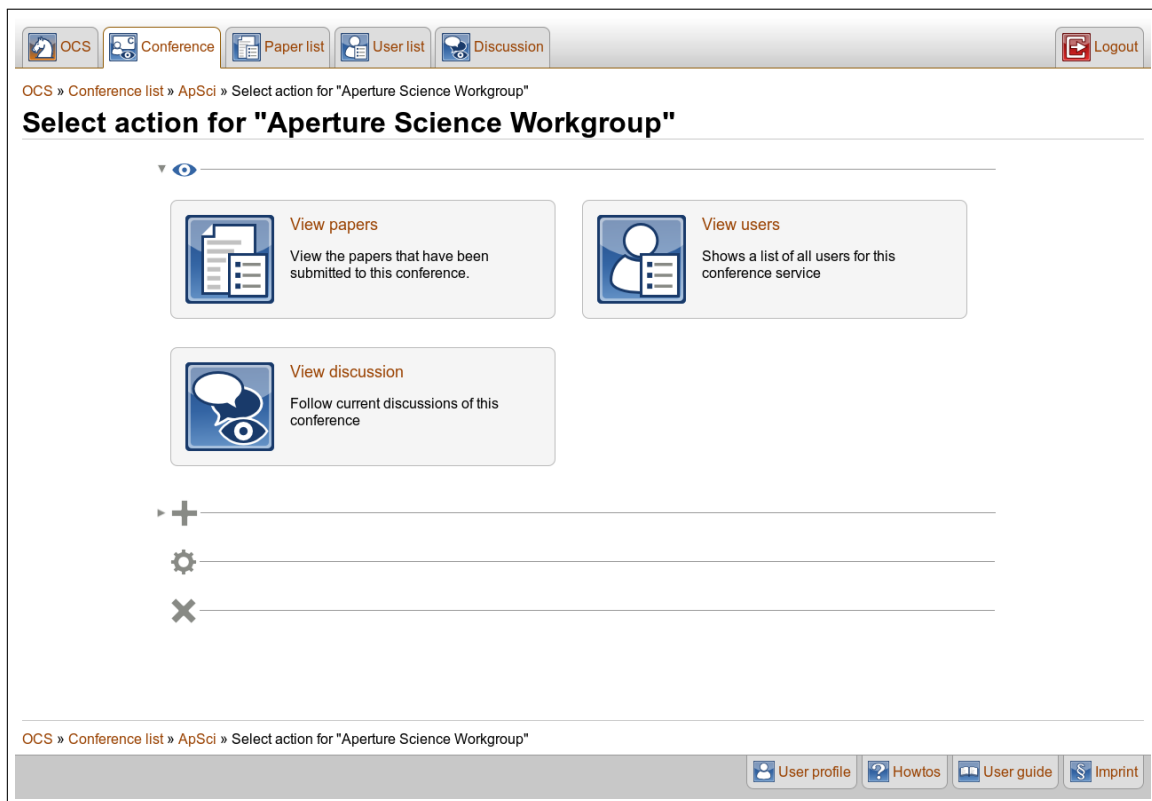 OCS Conference Paper list User list Discussion Logout
OCS » Conference list » ApSci » Select action for "Aperture Science Workgroup"
Select action for "Aperture Science Workgroup"
View papers
View the papers that have been
submitted to this conference.
View users
Shows a list of all users for this
conference service
View discussion
Follow current discussions of this
conference
OCS » Conference list » ApSci » Select action for "Aperture Science Workgroup"
User profile Howtos User guide Imprint